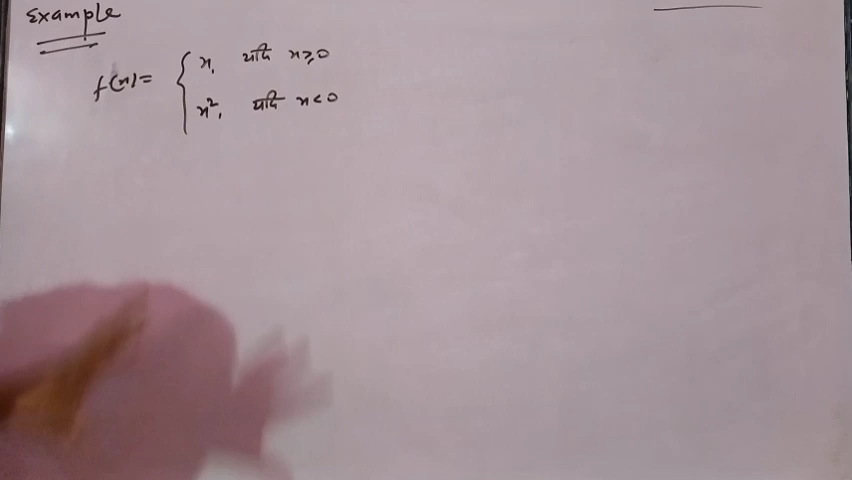 Example
f(x) = { x, यदि x ≥ 0
x², यदि x < 0